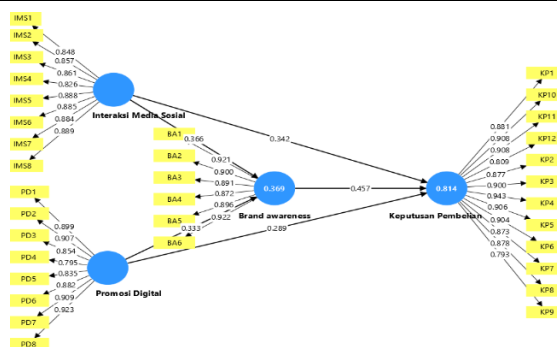 IMS1
IMS2
IMS3
IMS4
IMS5
IMS6
IMS7
IMS8
0.848
0.857
0.861
0.826
0.888
0.885
0.884
0.889
Interaksi Media Sosial
0.366
0.342
BA1
BA2
BA3
BA4
BA5
BA6
0.921
0.900
0.891
0.872
0.896
0.922
0.369
Brand awareness
0.457
0.333
0.289
PD1
PD2
PD3
PD4
PD5
PD6
PD7
PD8
0.899
0.907
0.854
0.795
0.835
0.882
0.909
0.923
Promosi Digital
0.814
Keputusan Pembelian
0.881
0.908
0.908
0.809
0.877
0.900
0.943
0.906
0.904
0.873
0.878
0.793
KP1
KP10
KP11
KP12
KP2
KP3
KP4
KP5
KP6
KP7
KP8
KP9